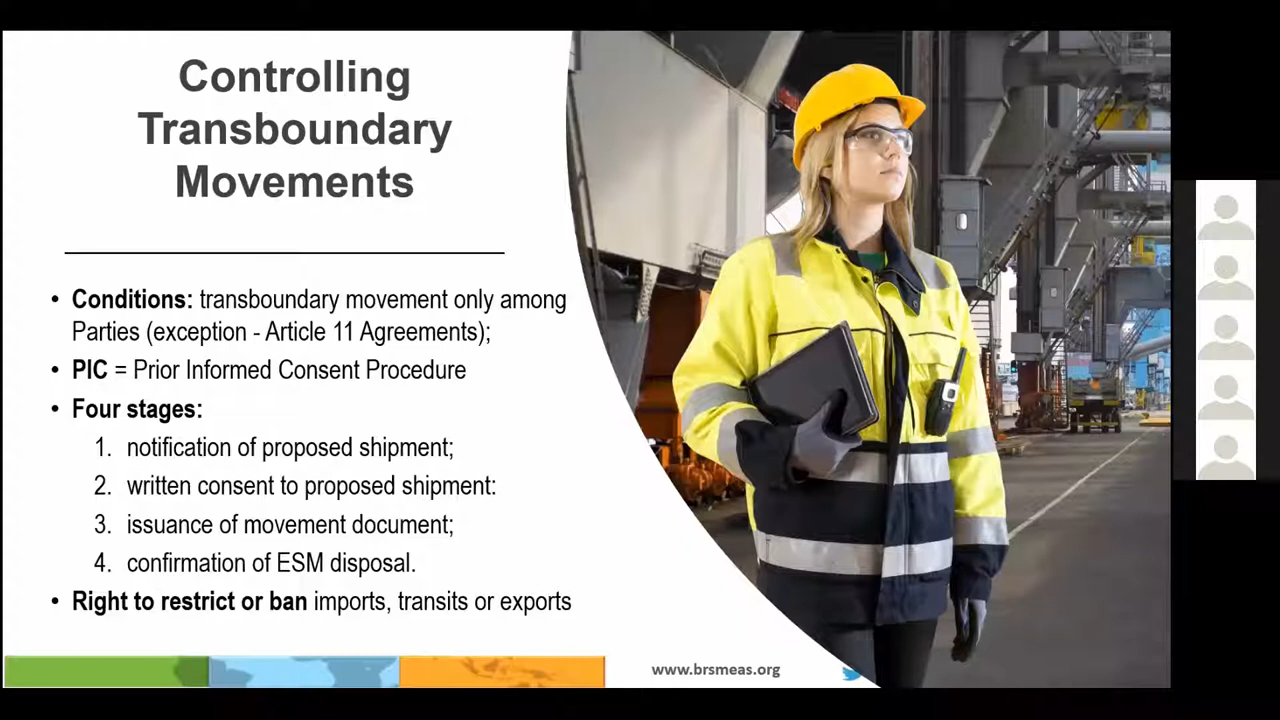 Controlling
Transboundary
Movements
• Conditions: transboundary movement only among
Parties (exception - Article 11 Agreements);
• PIC = Prior Informed Consent Procedure
• Four stages:
1. notification of proposed shipment;
2. written consent to proposed shipment:
3. issuance of movement document;
4. confirmation of ESM disposal.
• Right to restrict or ban imports, transits or exports
www.brsmeas.org